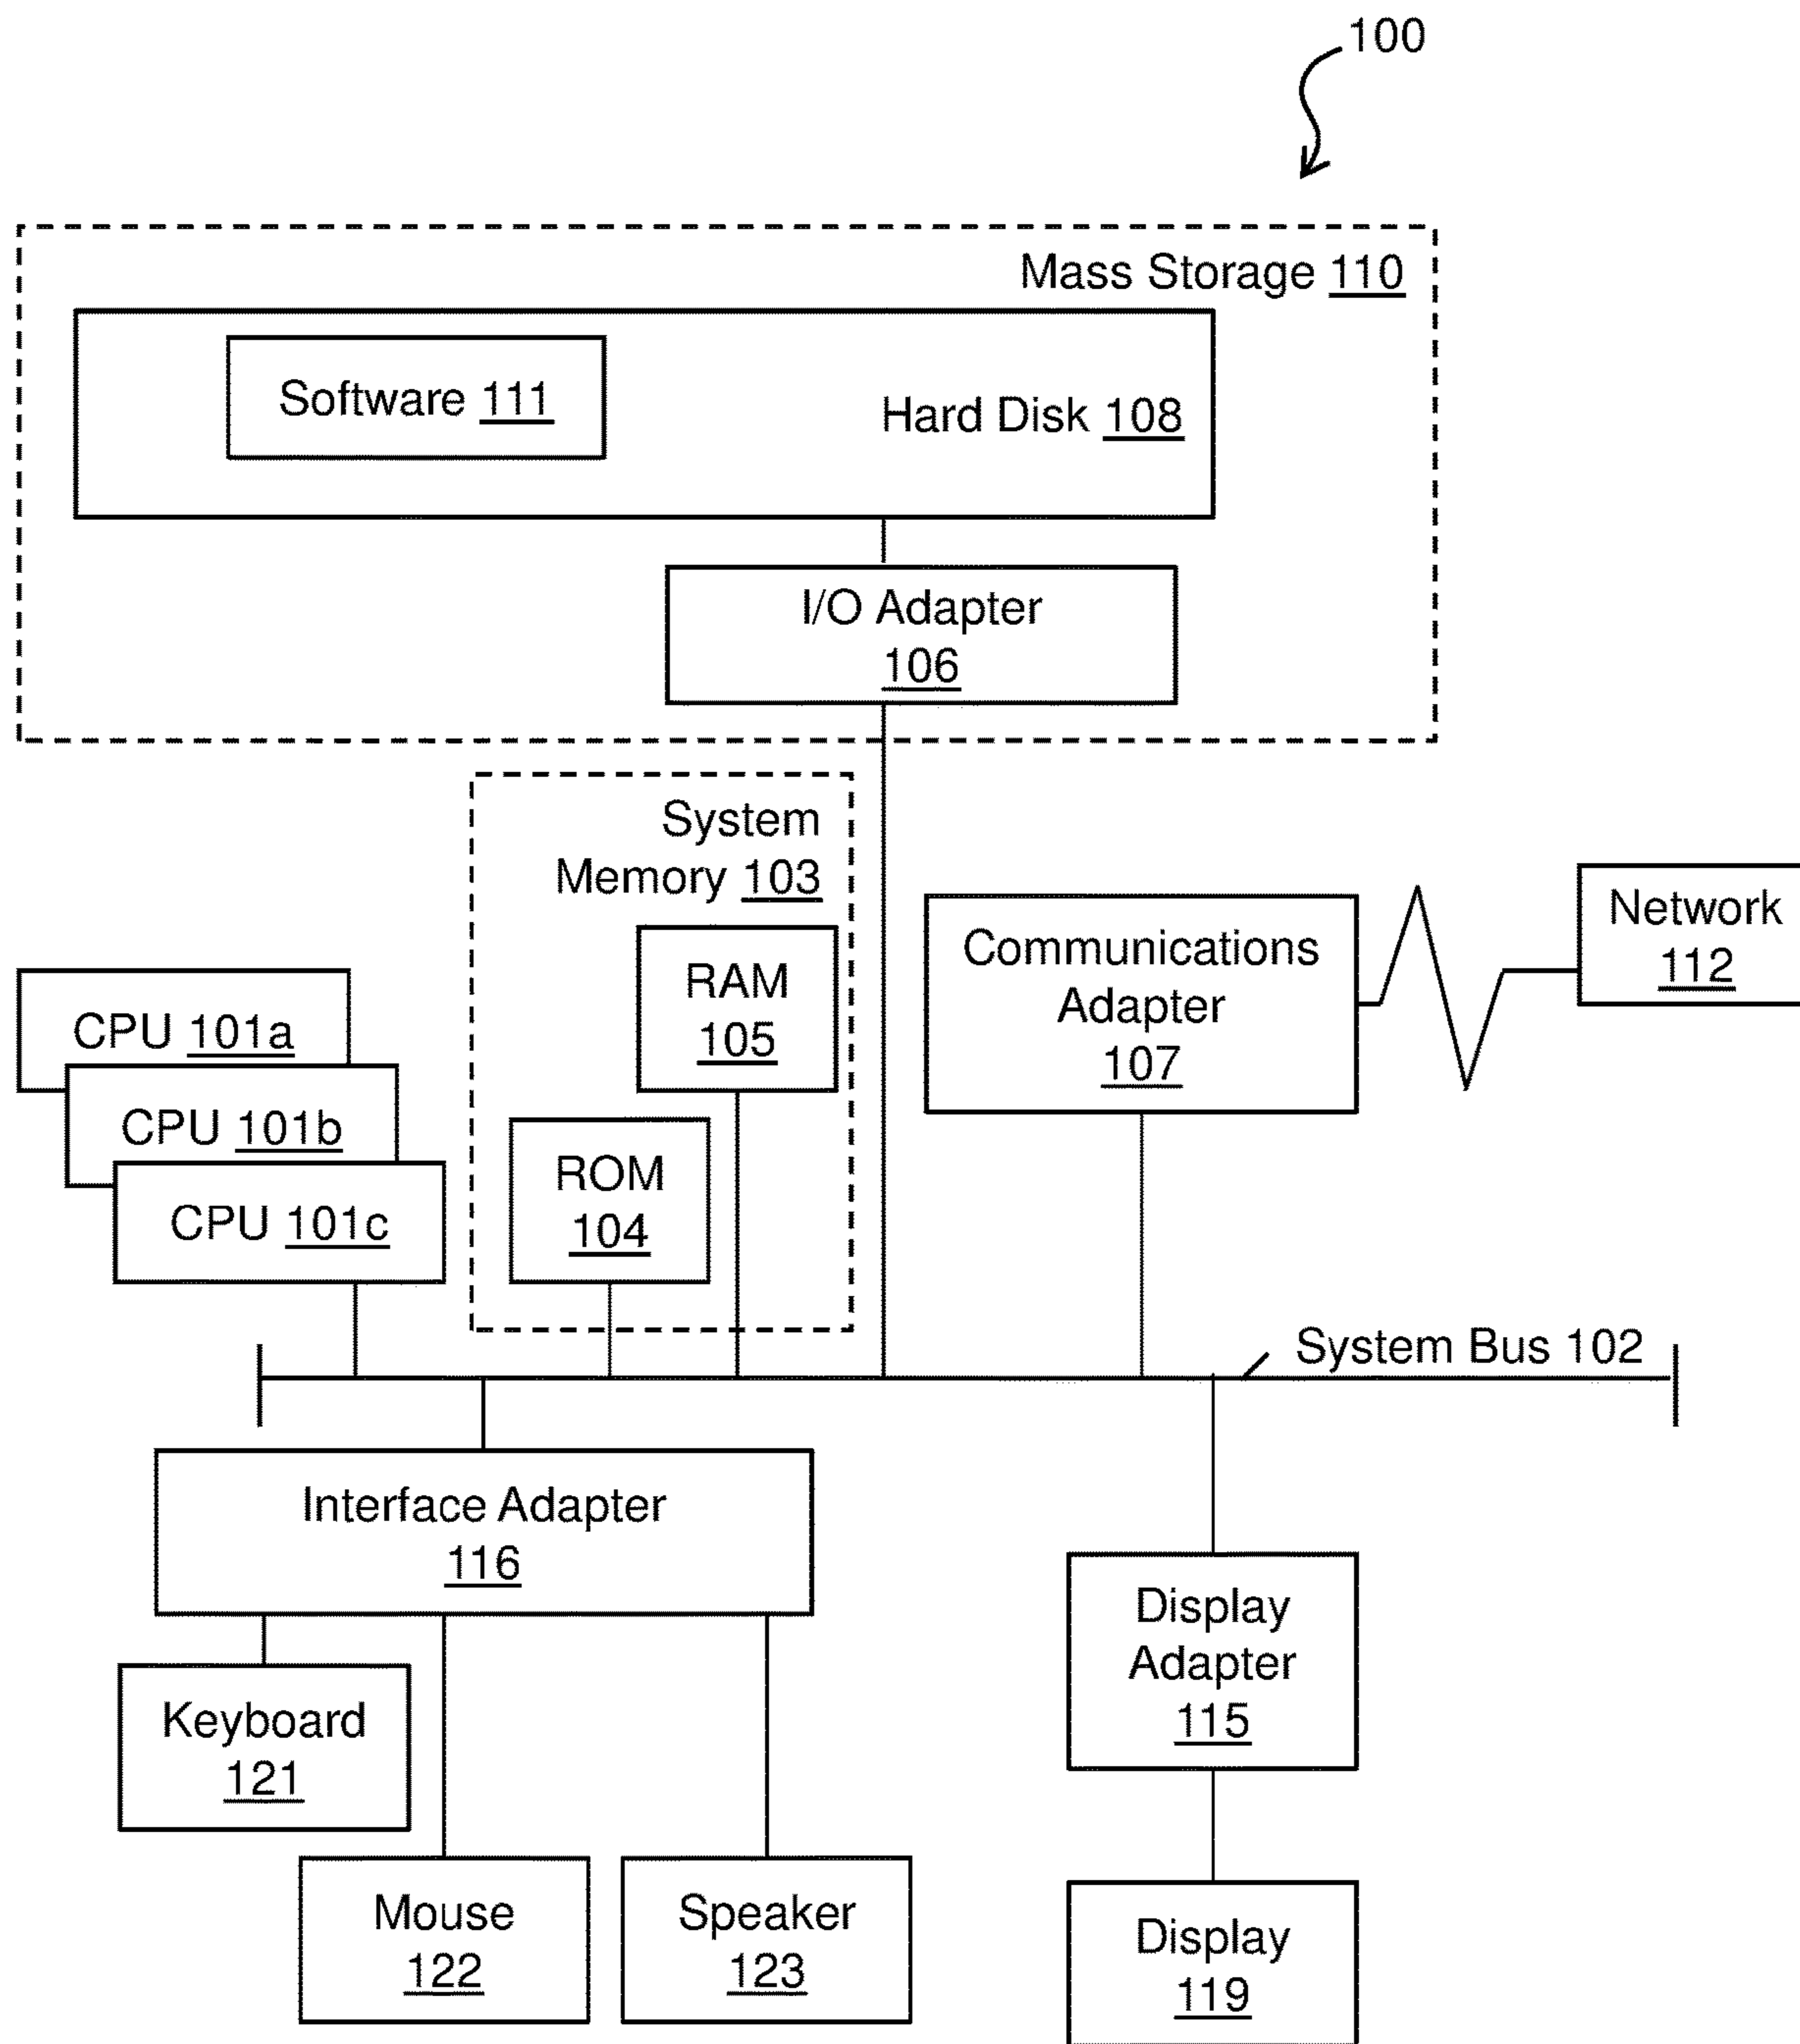 100
Mass Storage 110
Software 111
Hard Disk 108
I/O Adapter
106
System
Memory 103
RAM
105
ROM
104
Communications
Adapter
107
Network
112
CPU 101a
CPU 101b
CPU 101c
System Bus 102
Interface Adapter
116
Display
Adapter
115
Keyboard
121
Mouse
122
Speaker
123
Display
119